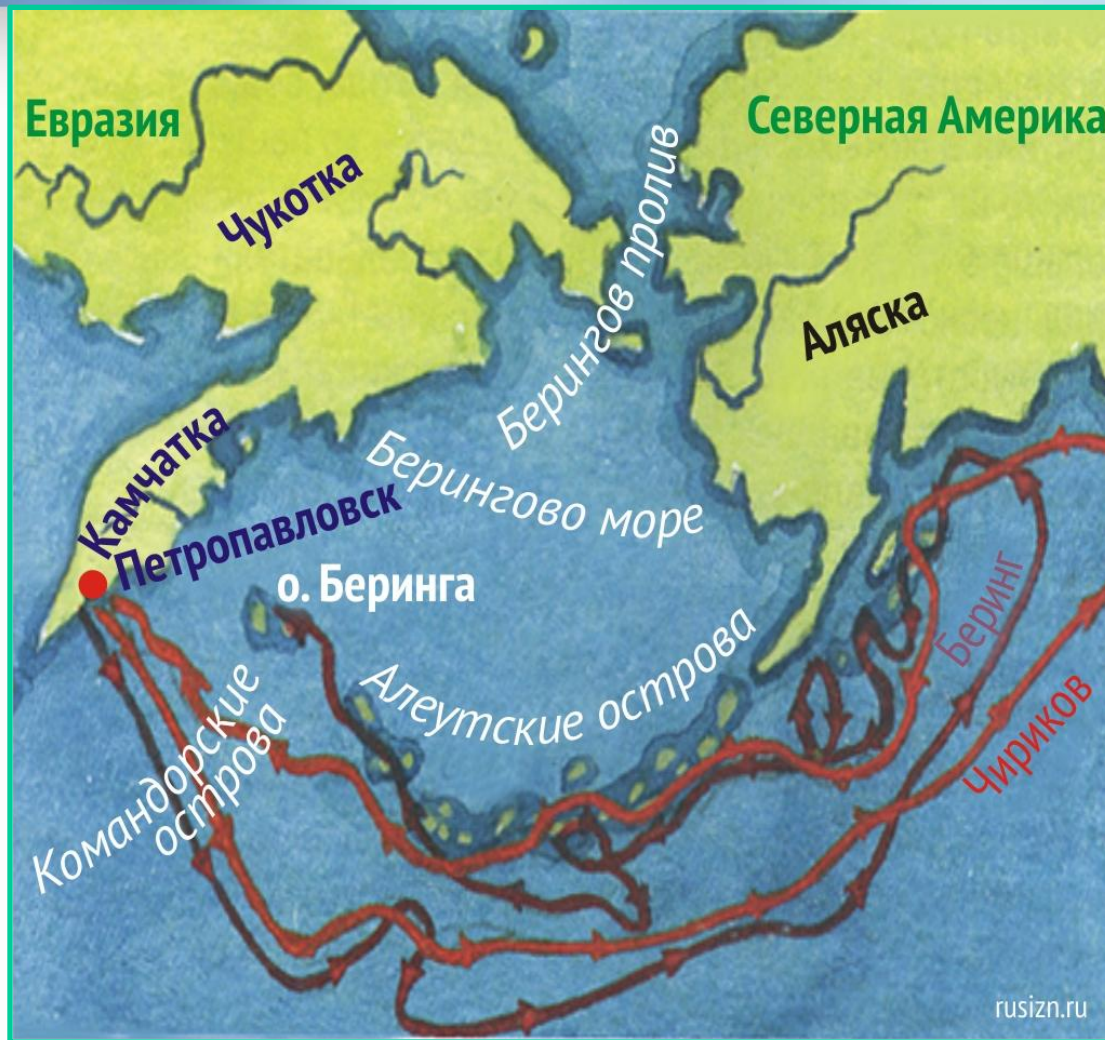 Евразия
Северная Америка
Чукотка
Берингов пролив
Аляска
Камчатка
Берингово море
Петропавловск
о. Беринга
Беринг
Алеутские острова
Командорские
острова
Чириков
rusizn.ru